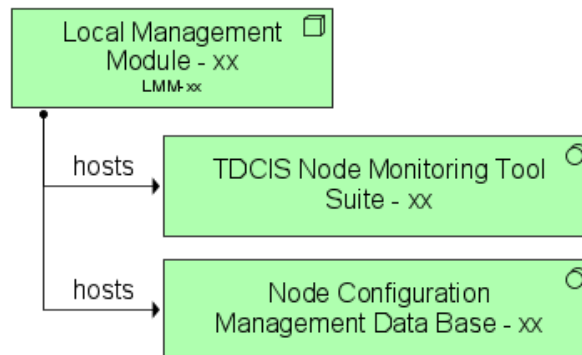 Local Management
Module - xx
LMM-xx
hosts
TDCIS Node Monitoring Tool
Suite - xx
hosts
Node Configuration
Management Data Base - xx